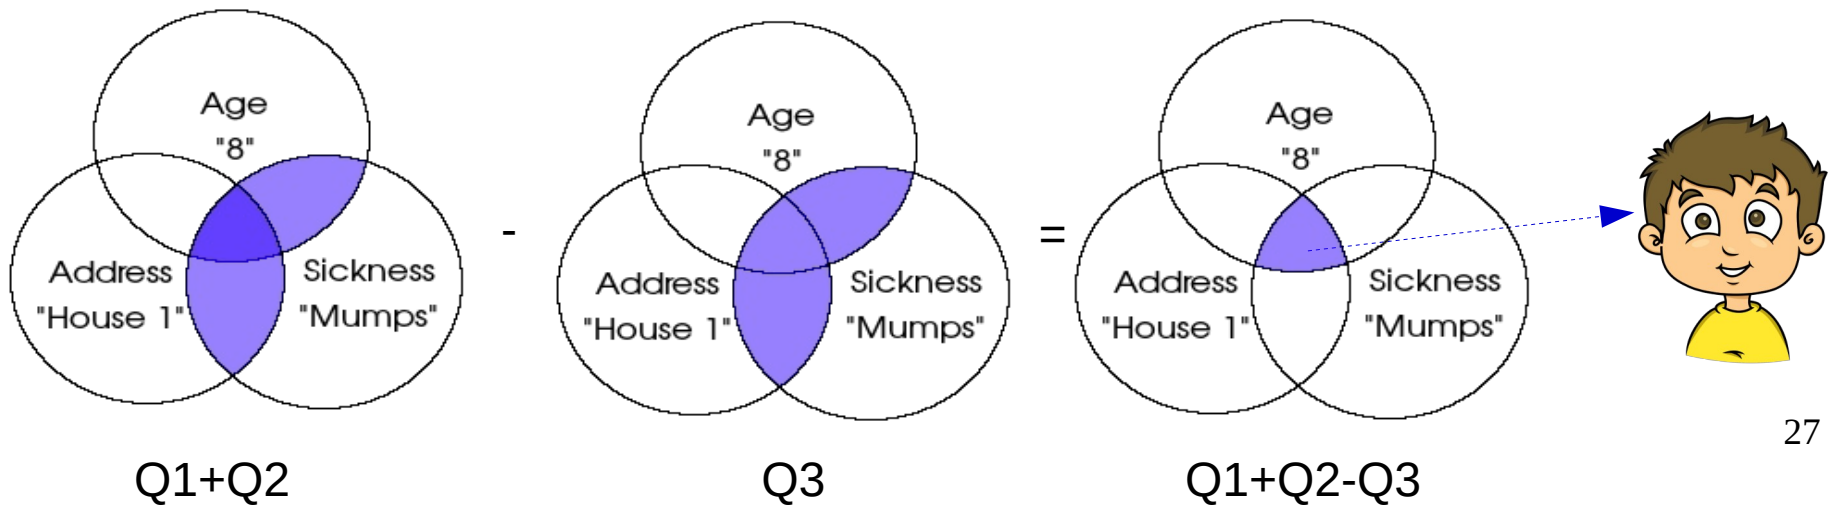 Age
"8"
Address
"House 1"
Sickness
"Mumps"
-
Age
"8"
Address
"House 1"
Sickness
"Mumps"
=
Age
"8"
Address
"House 1"
Sickness
"Mumps"
27
Q1+Q2
Q3
Q1+Q2-Q3